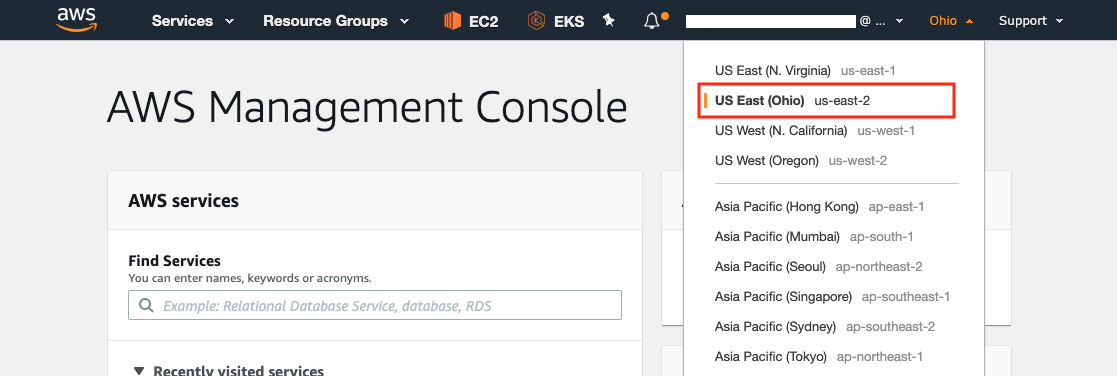 aws Services Resource Groups EC2 EKS @ ... Ohio Support
US East (N. Virginia) us-east-1
US East (Ohio) us-east-2
US West (N. California) us-west-1
US West (Oregon) us-west-2
Asia Pacific (Hong Kong) ap-east-1
Asia Pacific (Mumbai) ap-south-1
Asia Pacific (Seoul) ap-northeast-2
Asia Pacific (Singapore) ap-southeast-1
Asia Pacific (Sydney) ap-southeast-2
Asia Pacific (Tokyo) ap-northeast-1
AWS Management Console
AWS services
Find Services
You can enter names, keywords or acronyms.
Example: Relational Database Service, database, RDS
Recently visited services